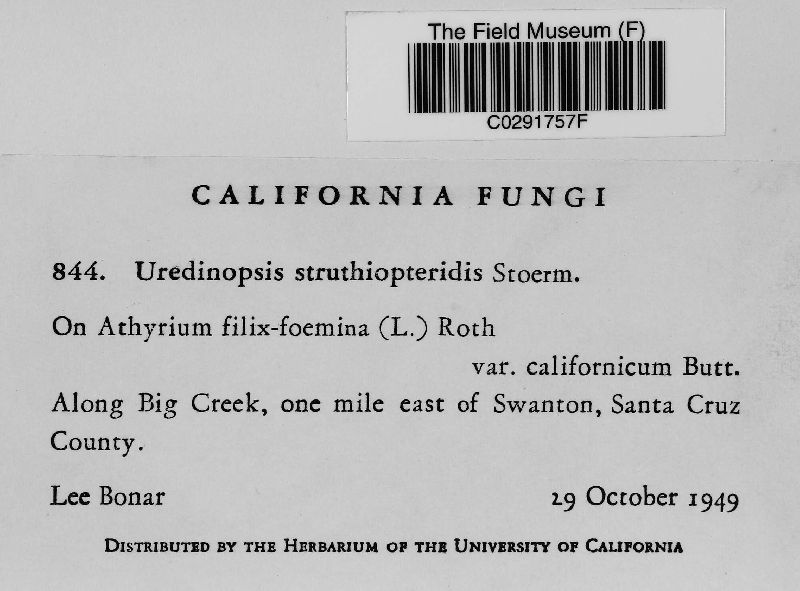 The Field Museum (F)
C0291757F
CALIFORNIA FUNGI
844. Uredinopsis struthiopteridis Stoerm.
On Athyrium filix-foemina (L.) Roth
var. californicum Butt.
Along Big Creek, one mile east of Swanton, Santa Cruz
County.
Lee Bonar 29 October 1949
Distributed by the Herbarium of the University of California